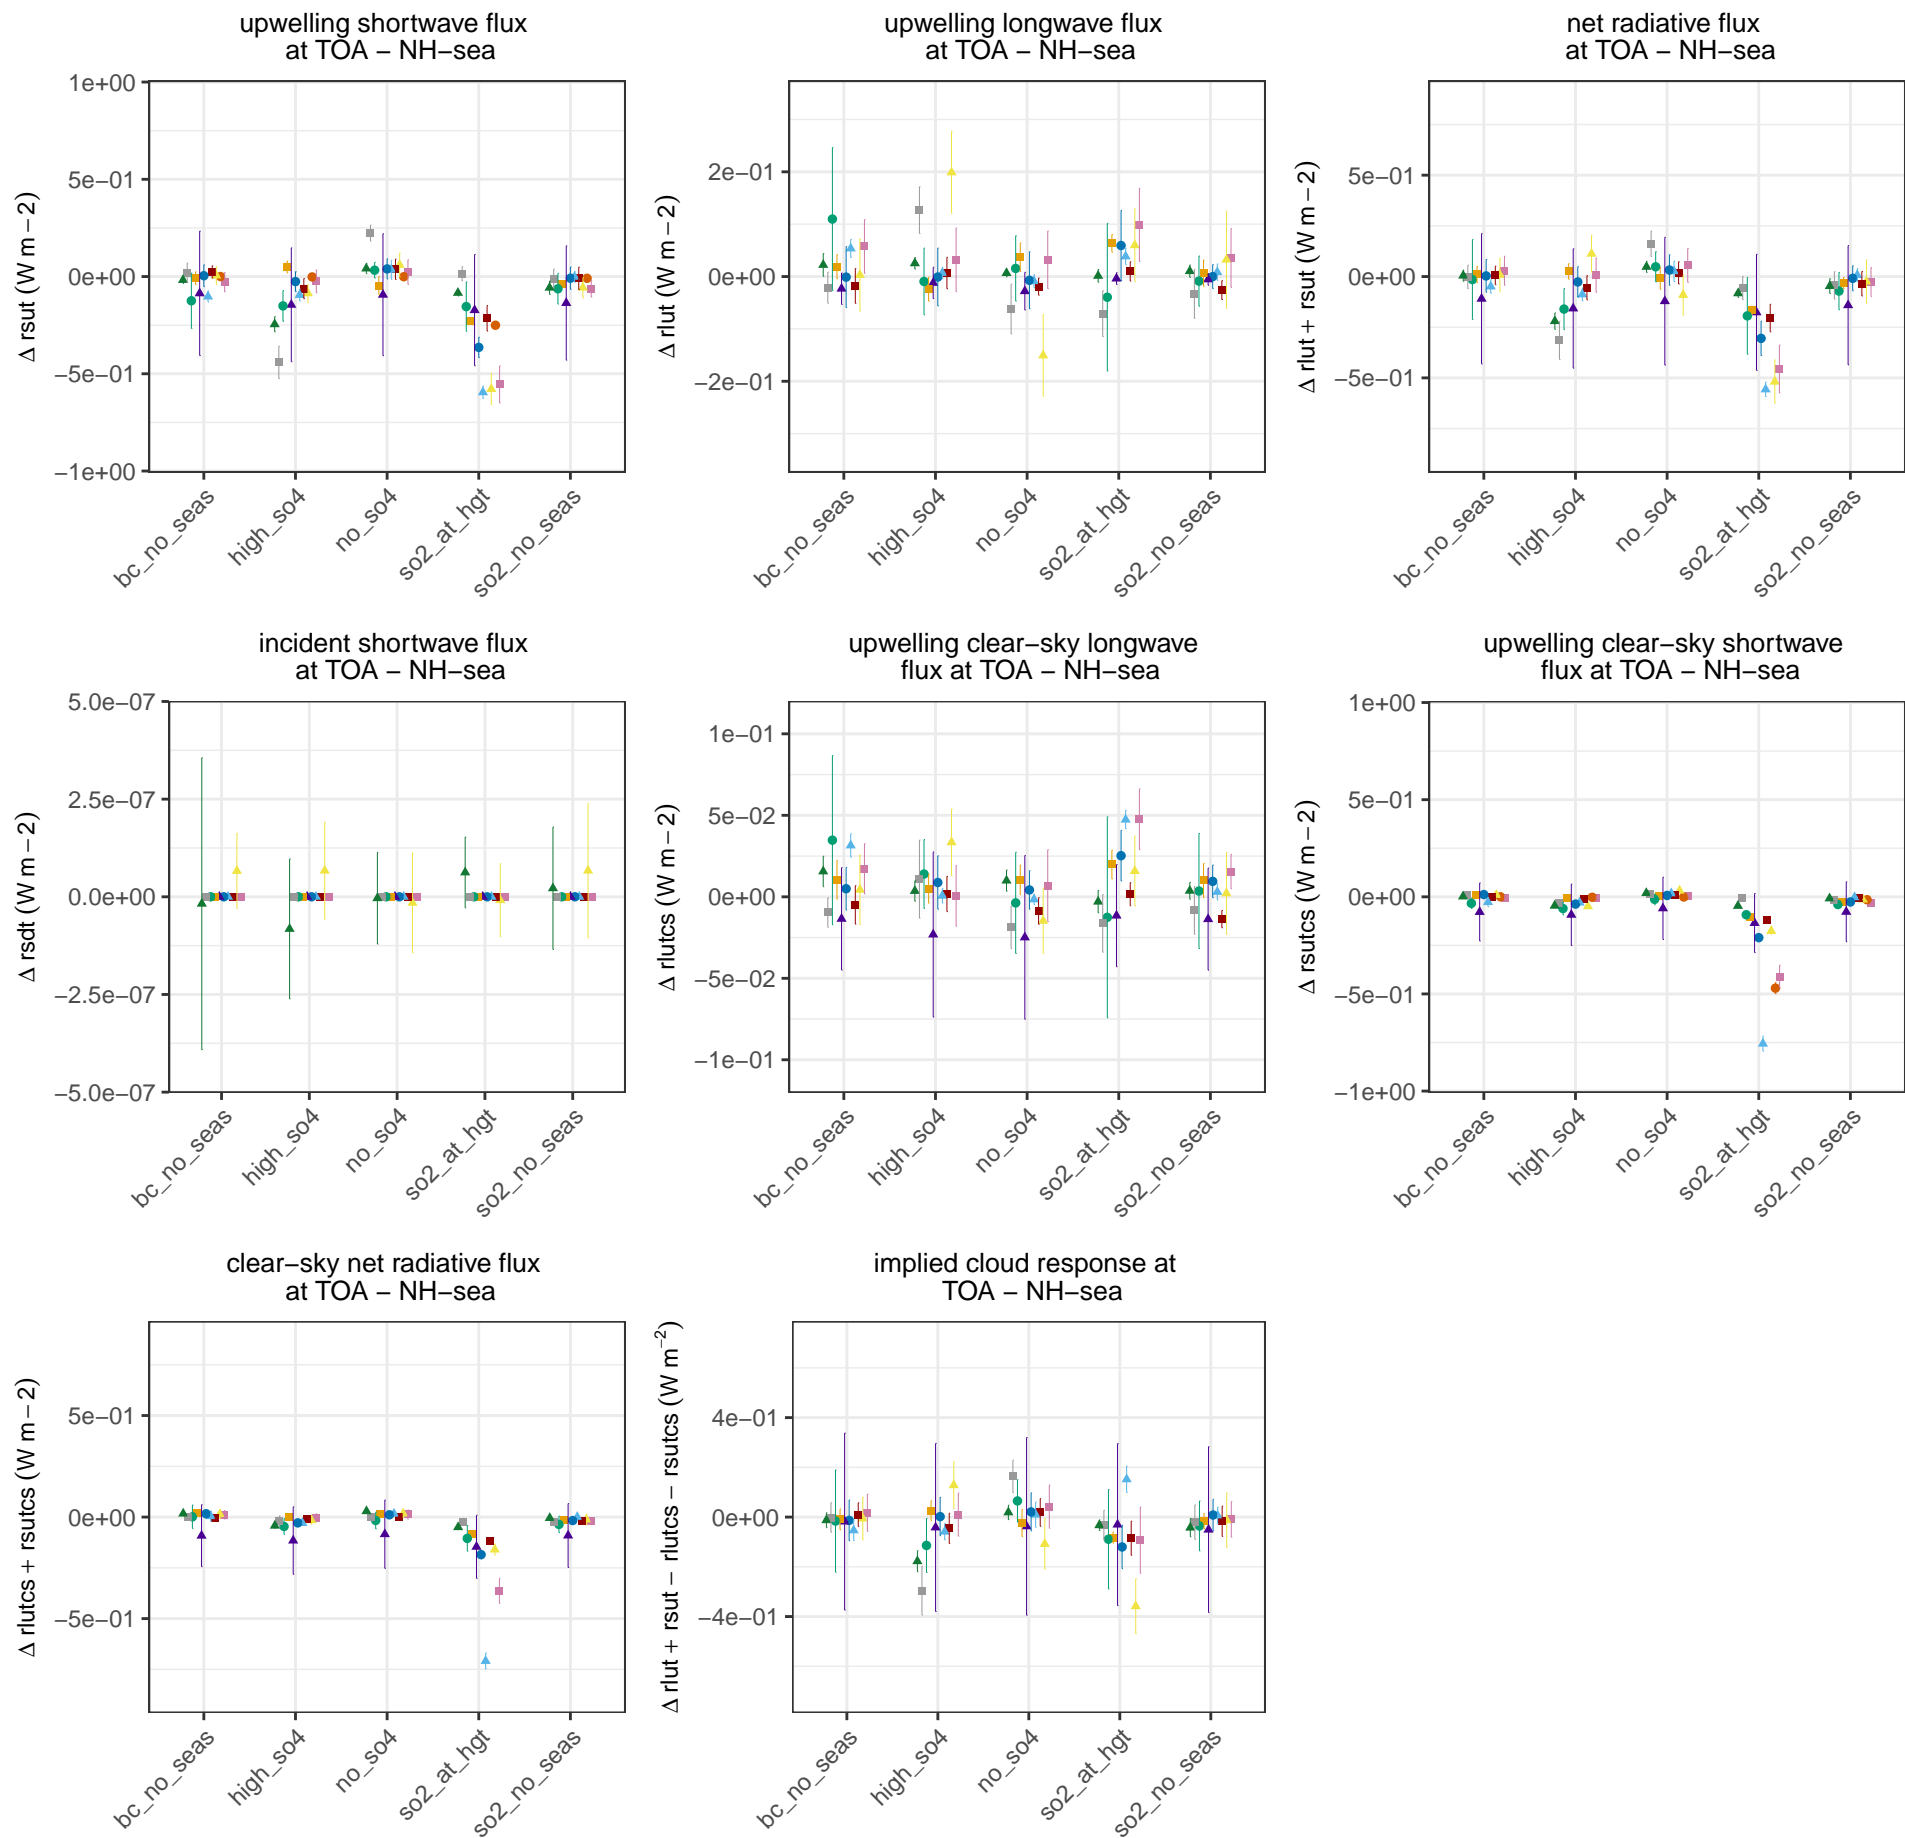 upwelling shortwave flux
at TOA − NH−sea
Δ rsut (W m−2)
1e+00
5e−01
0e+00
−5e−01
−1e+00
bc_no_seas
high_so4
no_so4
so2_at_hgt
so2_no_seas
upwelling longwave flux
at TOA − NH−sea
Δ rlut (W m−2)
2e−01
0e+00
−2e−01
bc_no_seas
high_so4
no_so4
so2_at_hgt
so2_no_seas
net radiative flux
at TOA − NH−sea
Δ rlut + rsut (W m−2)
5e−01
0e+00
−5e−01
bc_no_seas
high_so4
no_so4
so2_at_hgt
so2_no_seas
incident shortwave flux
at TOA − NH−sea
Δ rsdt (W m−2)
5.0e−07
2.5e−07
0.0e+00
−2.5e−07
−5.0e−07
bc_no_seas
high_so4
no_so4
so2_at_hgt
so2_no_seas
upwelling clear−sky longwave
flux at TOA − NH−sea
Δ rlutcs (W m−2)
1e−01
5e−02
0e+00
−5e−02
−1e−01
bc_no_seas
high_so4
no_so4
so2_at_hgt
so2_no_seas
upwelling clear−sky shortwave
flux at TOA − NH−sea
Δ rsutcs (W m−2)
1e+00
5e−01
0e+00
−5e−01
−1e+00
bc_no_seas
high_so4
no_so4
so2_at_hgt
so2_no_seas
clear−sky net radiative flux
at TOA − NH−sea
Δ rlutcs + rsutcs (W m−2)
5e−01
0e+00
−5e−01
bc_no_seas
high_so4
no_so4
so2_at_hgt
so2_no_seas
implied cloud response at
TOA − NH−sea
Δ rlut + rsut − rlutcs − rsutcs (W m⁻²)
4e−01
0e+00
−4e−01
bc_no_seas
high_so4
no_so4
so2_at_hgt
so2_no_seas